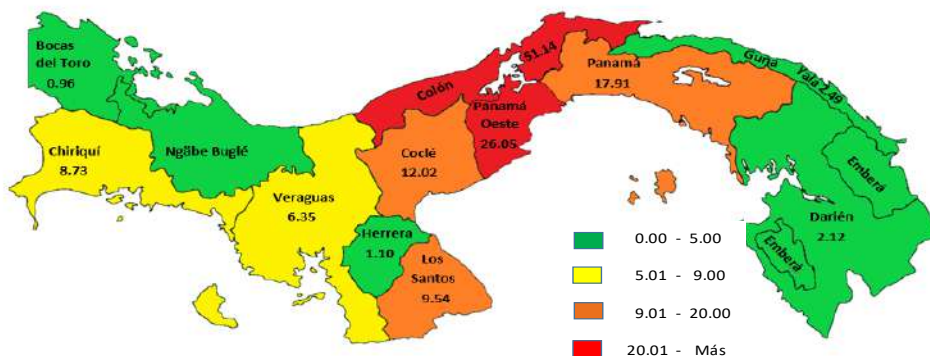 Bocas
del Toro
0.96
Chiriquí
8.73
Ngäbe Buglé
Veraguas
6.35
Herrera
1.10
Los
Santos
9.54
Coclé
12.02
Colón 51.14
Panamá
Oeste
26.05
Panamá
17.91
Guna Yala 2.49
Emberá
Darién
2.12
Emberá
0.00 - 5.00
5.01 - 9.00
9.01 - 20.00
20.01 - Más